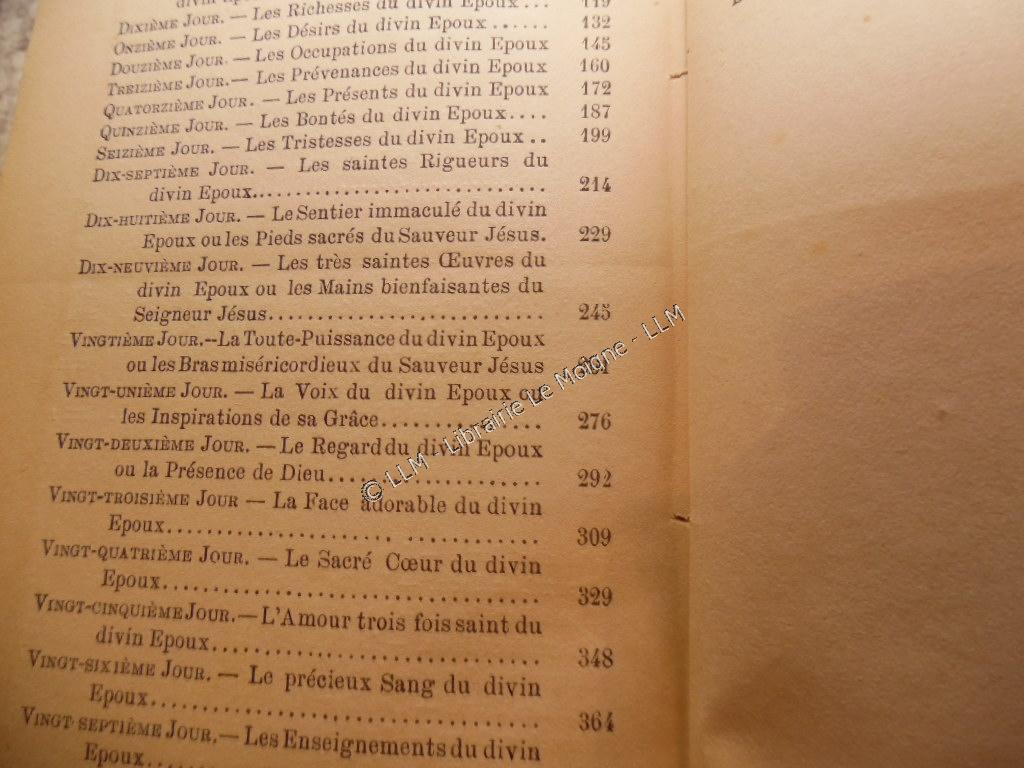 divin Epoux
DIXIÈME JOUR. — Les Richesses du divin Epoux... 119
ONZIÈME JOUR. — Les Désirs du divin Epoux...... 132
DOUZIÈME JOUR. — Les Occupations du divin Epoux 145
TREIZIÈME JOUR.— Les Prévenances du divin Epoux 160
QUATORZIÈME JOUR. — Les Présents du divin Epoux 172
QUINZIÈME JOUR. — Les Bontés du divin Epoux.... 187
SEIZIÈME JOUR. — Les Tristesses du divin Epoux .. 199
DIX-SEPTIÈME JOUR. — Les saintes Rigueurs du
divin Epoux............................. 214
DIX-HUITIÈME JOUR. — Le Sentier immaculé du divin
Epoux ou les Pieds sacrés du Sauveur Jésus. 229
DIX-NEUVIÈME JOUR. — Les très saintes Œuvres du
divin Epoux ou les Mains bienfaisantes du
Seigneur Jésus........................... 245
VINGTIÈME JOUR.--La Toute-Puissance du divin Epoux
ou les Bras miséricordieux du Sauveur Jésus
VINGT-UNIÈME JOUR. — La Voix du divin Epoux ou
les Inspirations de sa Grâce............... 276
VINGT-DEUXIÈME JOUR. — Le Regard du divin Epoux
ou la Présence de Dieu.................... 292
VINGT-TROISIÈME JOUR — La Face adorable du divin
Epoux.................. ............ 309
VINGT-QUATRIÈME JOUR. — Le Sacré Cœur du divin
Epoux................................. 329
VINGT-CINQUIÈME JOUR.— L'Amour trois fois saint du
divin Epoux............................. 348
VINGT-SIXIÈME JOUR. — Le précieux Sang du divin
Epoux.................................. 364
VINGT SEPTIÈME JOUR.— Les Enseignements du divin
Epoux..
© LLM - Librairie Le Moigne - LLM